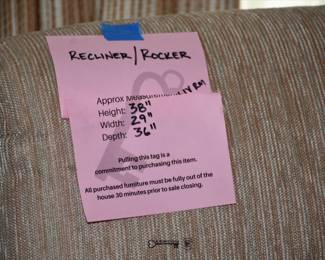 RECLINER/ROCKER
Approx Measurements
Height: 38"
Width: 29"
Depth: 36"
Pulling this tag is a
commitment to purchasing this item.
All purchased furniture must be fully out of the
house 30 minutes prior to sale closing.